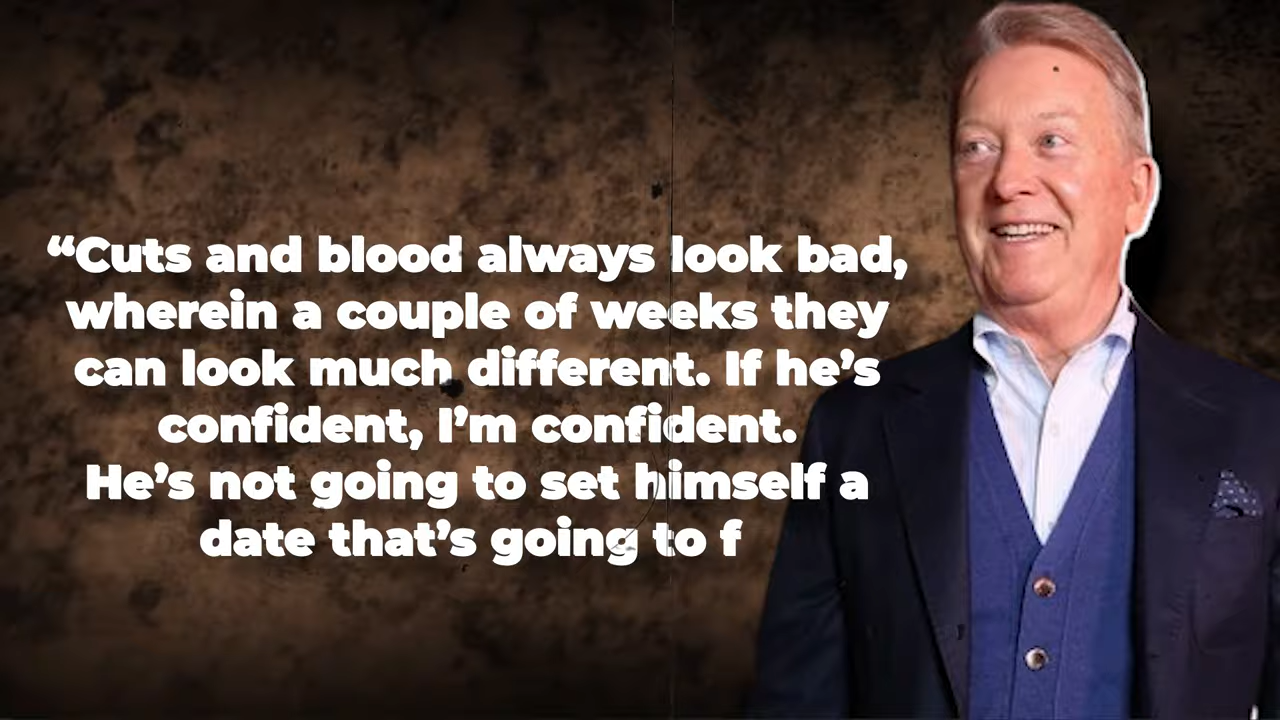 “Cuts and blood always look bad,
wherein a couple of weeks they
can look much different. If he’s
confident, I’m confident.
He’s not going to set himself a
date that’s going to f